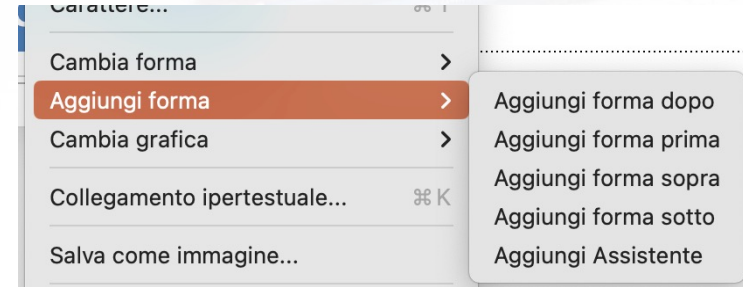 Carattere... ⌘ T
Cambia forma
Aggiungi forma
Cambia grafica
Collegamento ipertestuale... ⌘ K
Salva come immagine...
Aggiungi forma dopo
Aggiungi forma prima
Aggiungi forma sopra
Aggiungi forma sotto
Aggiungi Assistente